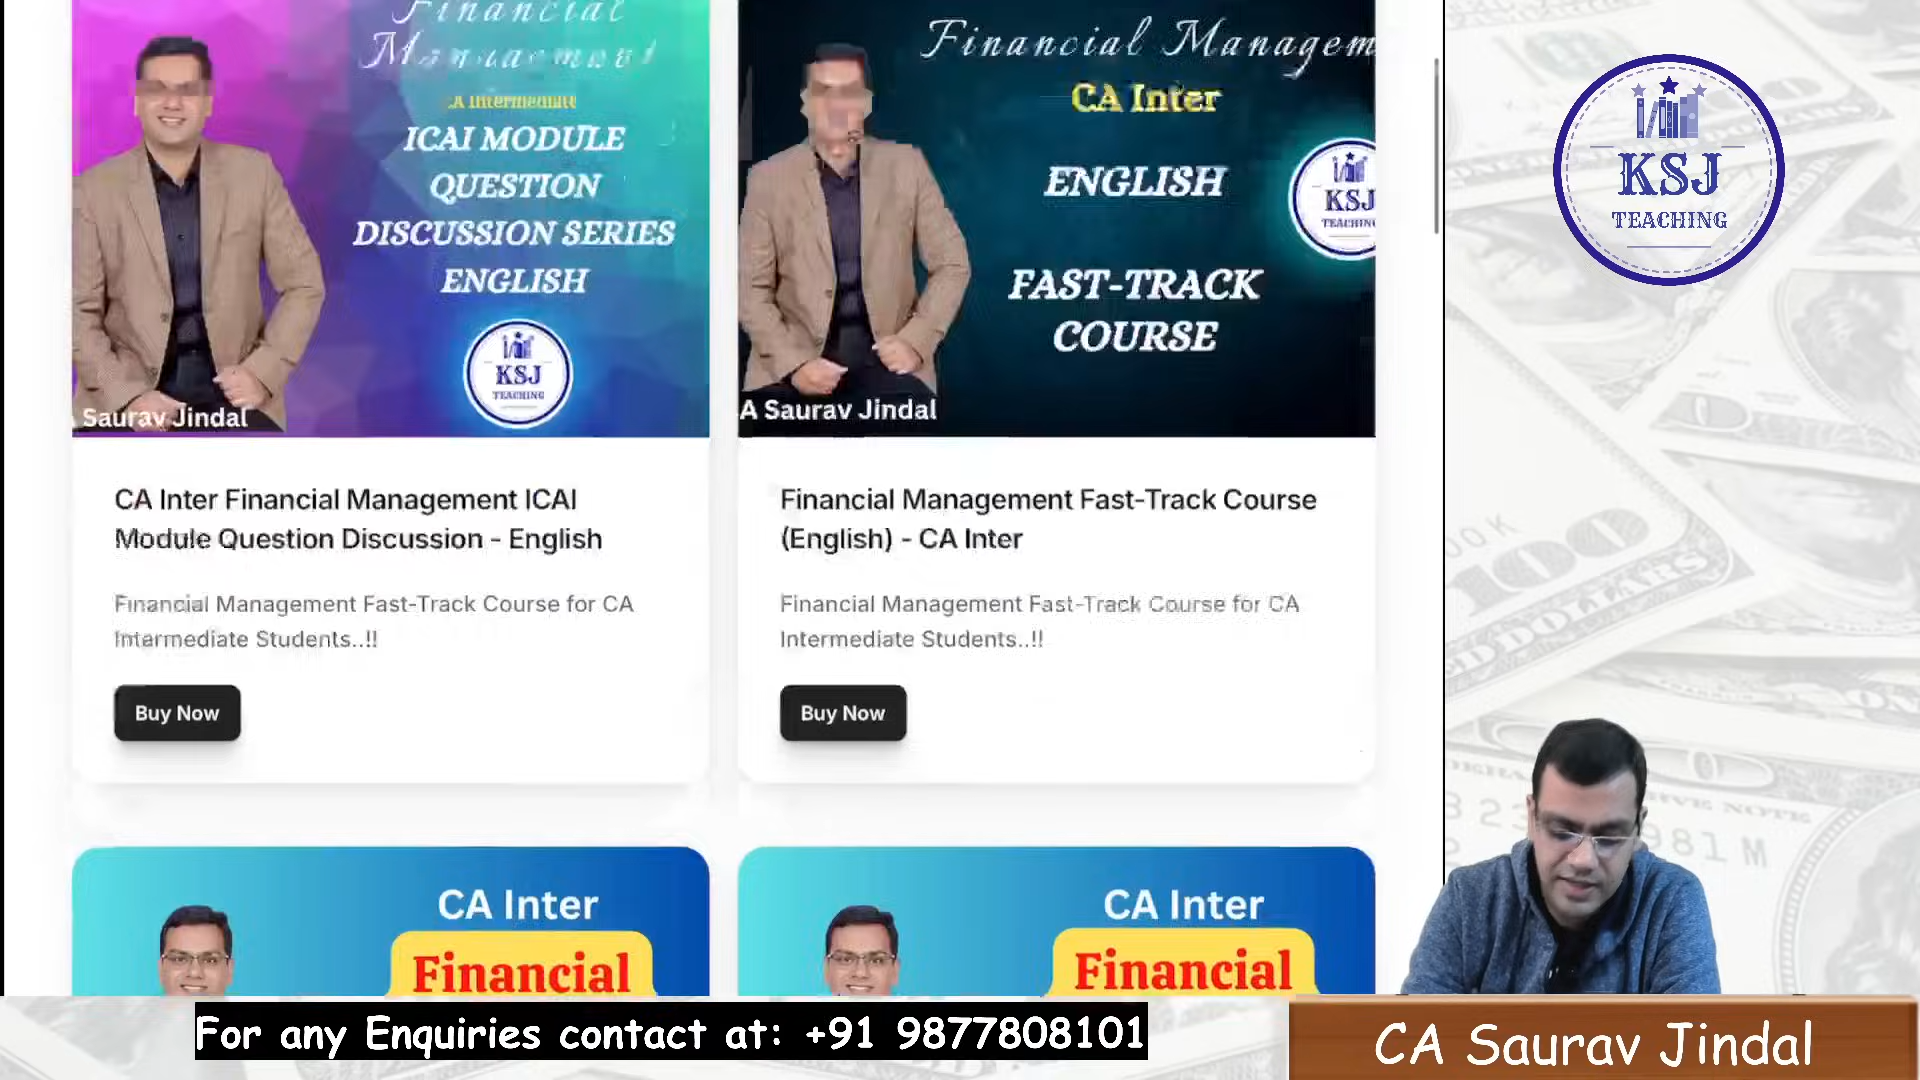 Financial
CA Intermediate
ICAI MODULE
QUESTION
DISCUSSION SERIES
ENGLISH
KSJ
TEACHING
Saurav Jindal
CA Inter Financial Management ICAI
Module Question Discussion - English
Financial Management Fast-Track Course for CA
Intermediate Students..!!
Buy Now
Financial Managem
CA Inter
ENGLISH
FAST-TRACK
COURSE
KSJ
TEACHING
A Saurav Jindal
Financial Management Fast-Track Course
(English) - CA Inter
Financial Management Fast-Track Course for CA
Intermediate Students..!!
Buy Now
CA Inter
Financial
CA Inter
Financial
KSJ
TEACHING
For any Enquiries contact at: +91 9877808101
CA Saurav Jindal